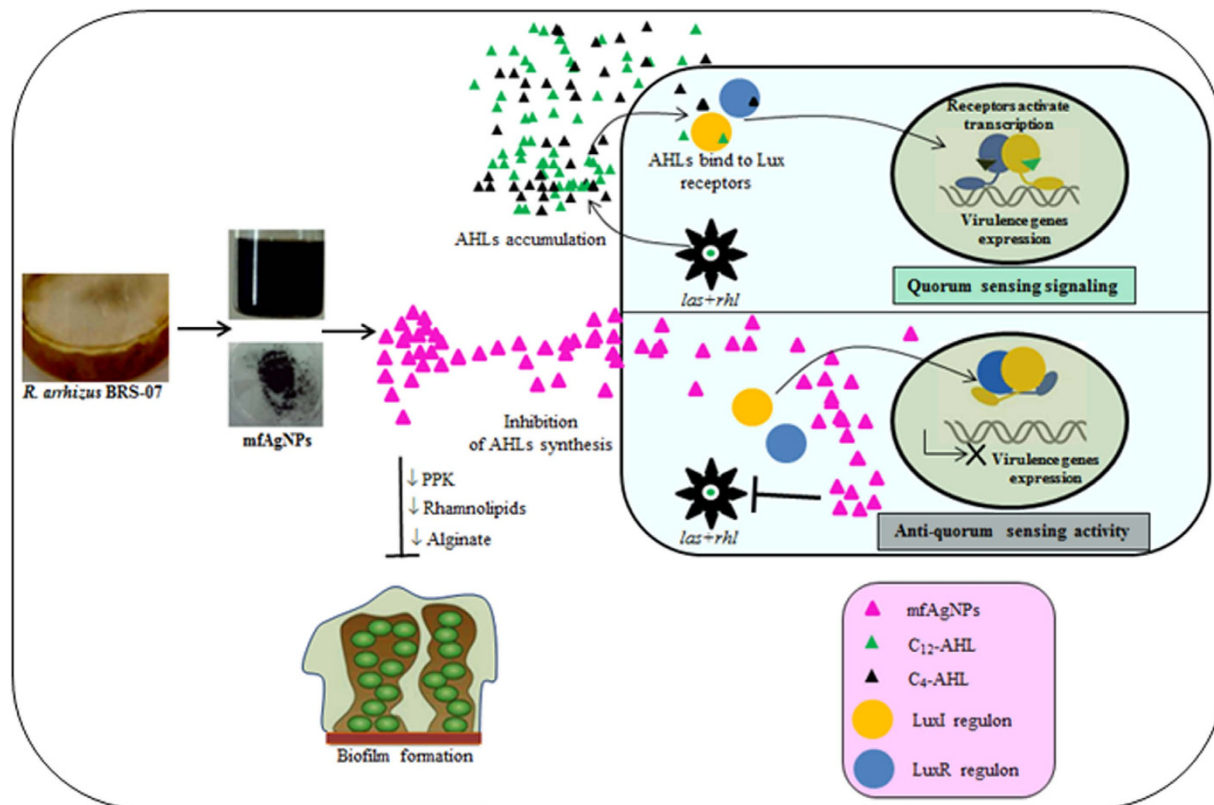 Receptors activate
transcription
AHLs bind to Lux
receptors
Virulence genes
expression
AHLs accumulation
las+rhl
Quorum sensing signaling
R. arrhizus BRS-07
mfAgNPs
Inhibition
of AHLs synthesis
↓ PPK
↓ Rhamnolipids
↓ Alginate
Virulence genes
expression
las+rhl
Anti-quorum sensing activity
Biofilm formation
mfAgNPs
C₁₂-AHL
C₄-AHL
LuxI regulon
LuxR regulon